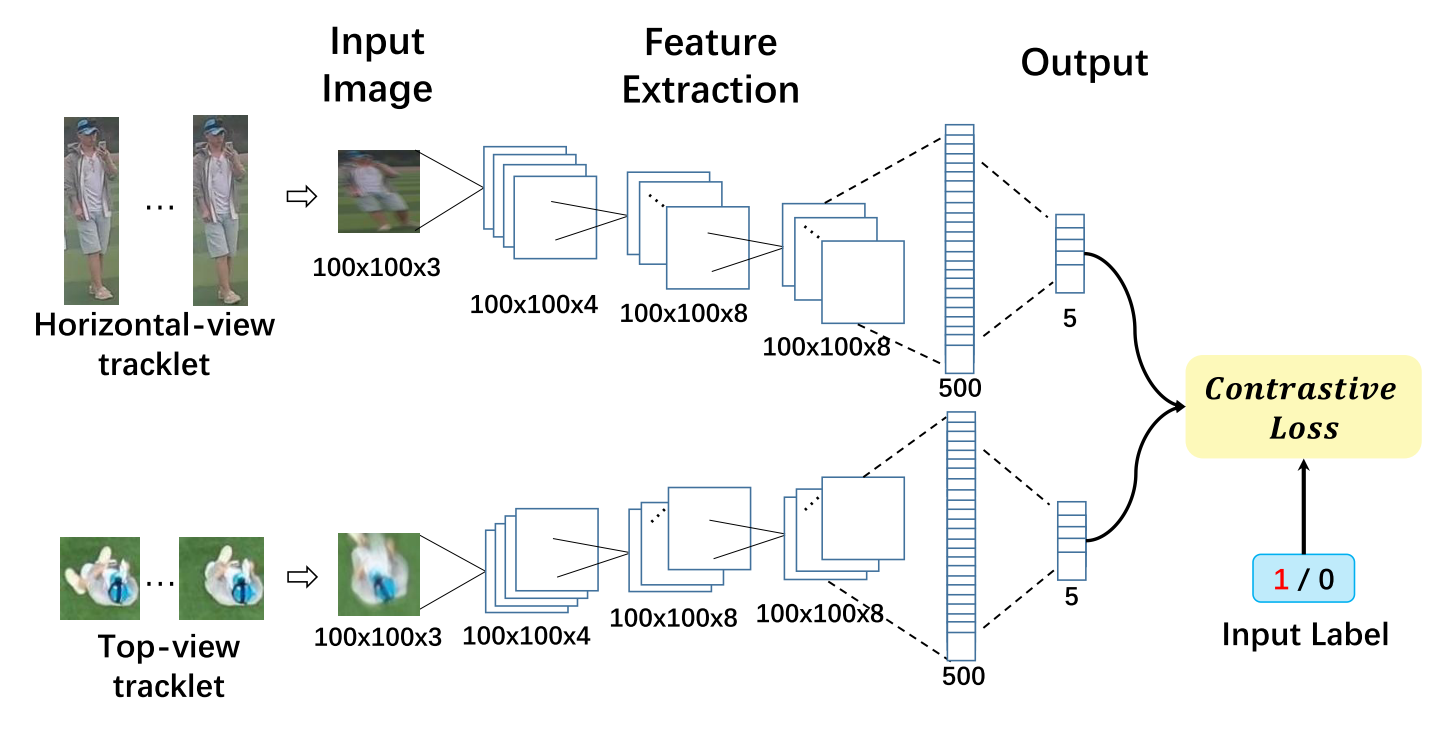 Input
Image
Feature
Extraction
Output
...
100x100x3
100x100x4
100x100x8
100x100x8
500
5
Horizontal-view
tracklet
Contrastive
Loss
...
100x100x3
100x100x4
100x100x8
100x100x8
500
5
Top-view
tracklet
1 / 0
Input Label